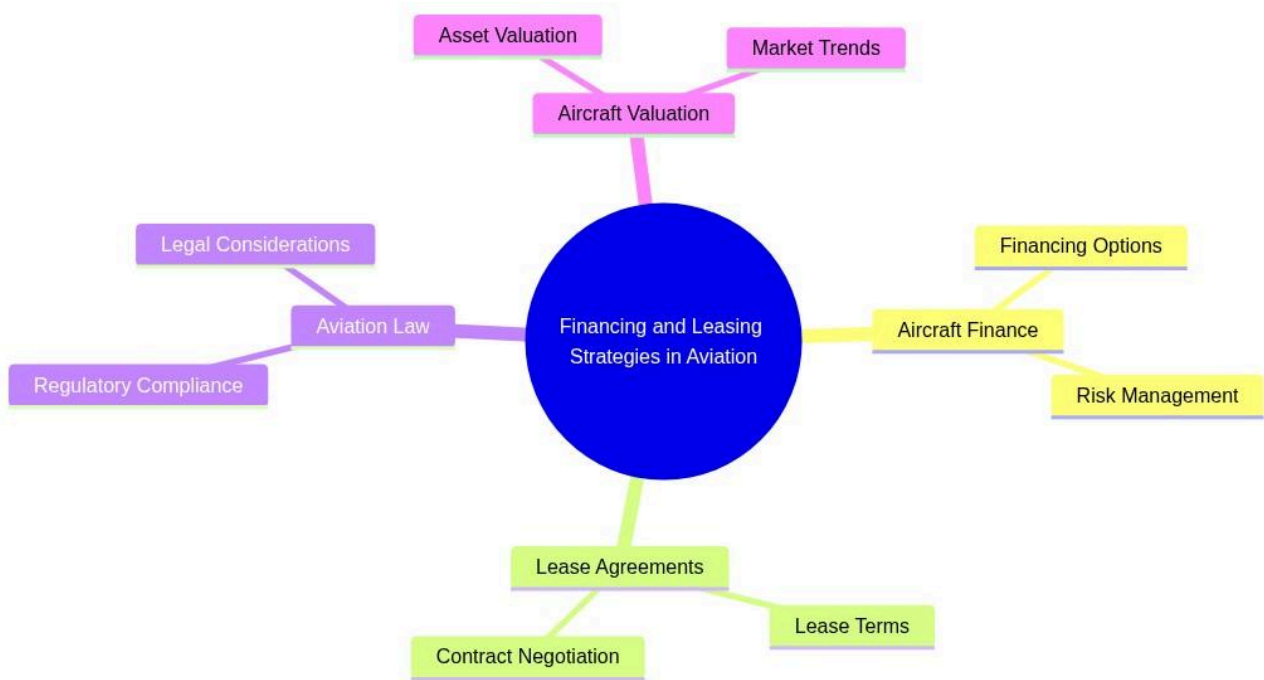 Asset Valuation
Market Trends
Aircraft Valuation
Legal Considerations
Financing Options
Aviation Law
Financing and Leasing
Strategies in Aviation
Aircraft Finance
Regulatory Compliance
Risk Management
Lease Agreements
Lease Terms
Contract Negotiation